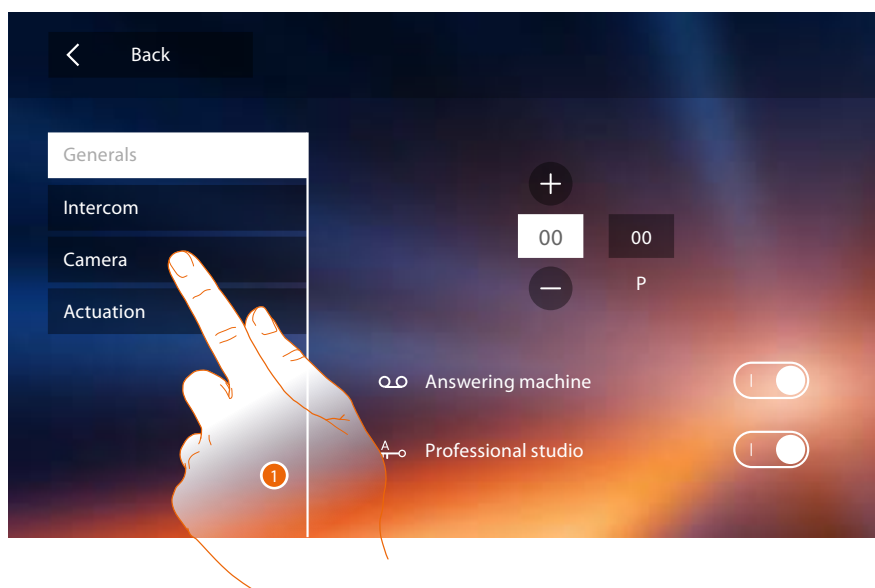 Back
Generals
Intercom
Camera
Actuation
00 00
P
Answering machine
A Professional studio
1